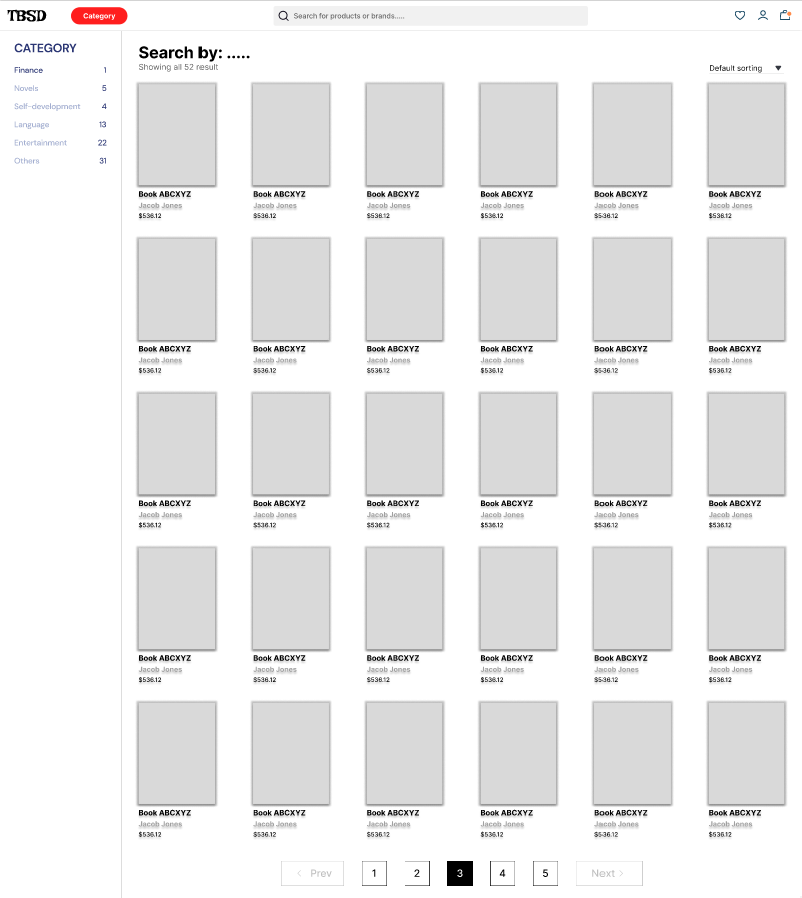 TBSD
Category
Search for products or brands.....
CATEGORY
Finance 1
Novels 5
Self-development 4
Language 13
Entertainment 22
Others 31
Search by: .....
Showing all 52 result
Default sorting
Book ABCXYZ Book ABCXYZ Book ABCXYZ Book ABCXYZ Book ABCXYZ Book ABCXYZ
Jacob Jones Jacob Jones Jacob Jones Jacob Jones Jacob Jones Jacob Jones
$536.12 $536.12 $536.12 $536.12 $536.12 $536.12
Book ABCXYZ Book ABCXYZ Book ABCXYZ Book ABCXYZ Book ABCXYZ Book ABCXYZ
Jacob Jones Jacob Jones Jacob Jones Jacob Jones Jacob Jones Jacob Jones
$536.12 $536.12 $536.12 $536.12 $536.12 $536.12
Book ABCXYZ Book ABCXYZ Book ABCXYZ Book ABCXYZ Book ABCXYZ Book ABCXYZ
Jacob Jones Jacob Jones Jacob Jones Jacob Jones Jacob Jones Jacob Jones
$536.12 $536.12 $536.12 $536.12 $536.12 $536.12
Book ABCXYZ Book ABCXYZ Book ABCXYZ Book ABCXYZ Book ABCXYZ Book ABCXYZ
Jacob Jones Jacob Jones Jacob Jones Jacob Jones Jacob Jones Jacob Jones
$536.12 $536.12 $536.12 $536.12 $536.12 $536.12
Book ABCXYZ Book ABCXYZ Book ABCXYZ Book ABCXYZ Book ABCXYZ Book ABCXYZ
Jacob Jones Jacob Jones Jacob Jones Jacob Jones Jacob Jones Jacob Jones
$536.12 $536.12 $536.12 $536.12 $536.12 $536.12
Prev 1 2 3 4 5 Next